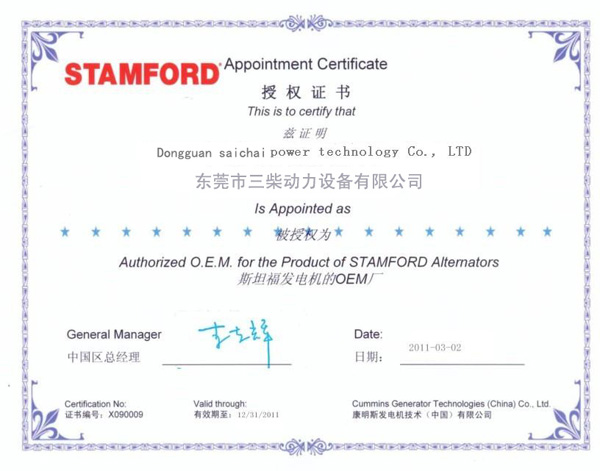 STAMFORD Appointment Certificate
授权证书
This is to certify that
兹证明
Dongguan saichai power technology Co., LTD
东莞市三柴动力设备有限公司
Is Appointed as
被授权为
Authorized O.E.M. for the Product of STAMFORD Alternators
斯坦福发电机的OEM厂
General Manager
中国区总经理
Date:
日期: 2011-03-02
Certification No:
证书编号: X090009
Valid through:
有效期至: 12/31/2011
Cummins Generator Technologies (China) Co., Ltd.
康明斯发电机技术（中国）有限公司